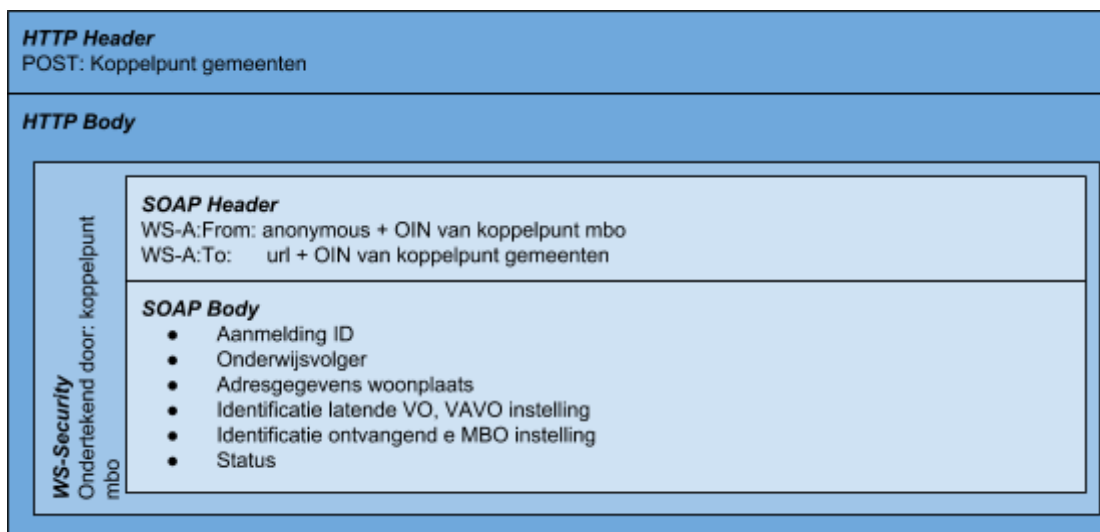 HTTP Header
POST: Koppelpunt gemeenten
HTTP Body
WS-Security
Ondertekend door: koppelpunt
mbo
SOAP Header
WS-A:From: anonymous + OIN van koppelpunt mbo
WS-A:To: url + OIN van koppelpunt gemeenten
SOAP Body
● Aanmelding ID
● Onderwijsvolger
● Adresgegevens woonplaats
● Identificatie latende VO, VAVO instelling
● Identificatie ontvangend e MBO instelling
● Status